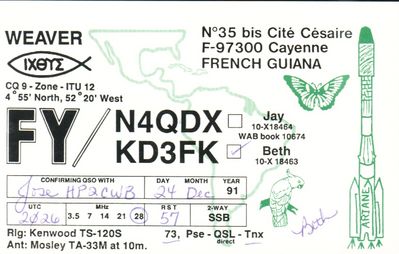 WEAVER
ΙΧΘΥΣ
CQ 9 - Zone - ITU 12
4 °55' North, 52 °20' West
N°35 bis Cité Césaire
F-97300 Cayenne
FRENCH GUIANA
FY/
N4QDX
Jay
10-X18464
WAB book 10674
KD3FK
Beth
10-X 18463
CONFIRMING QSO WITH
DAY
MONTH
YEAR
Jose HP2CWB
24
Dec
91
UTC
MHz
RST
2-WAY
2026
3.5 7 14 21 28
57
SSB
Rig: Kenwood TS-120S
73, Pse - QSL - Tnx
direct
Ant: Mosley TA-33M at 10m.
ARIANE
Beth